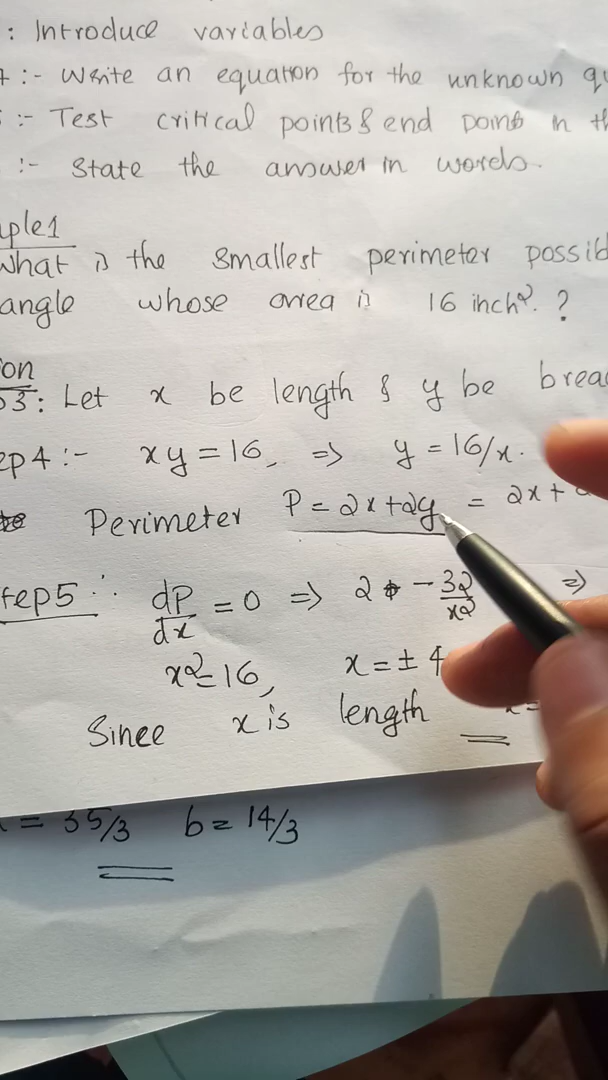 : Introduce variables
:- Write an equation for the unknown
:- Test critical points & end points in
:- State the answer in words.
ple1
What is the smallest perimeter possib
angle whose area is 16 inch². ?
ion
3: Let x be length & y be brea
ep4 :- xy = 16, => y = 16/x.
Perimeter P = 2x + 2y = 2x +
tep5 ∴ dP/dx = 0 => 2 - 32/x2 =>
x2 = 16, x = ± 4
Since x is length x =
= 35/3 b = 14/3